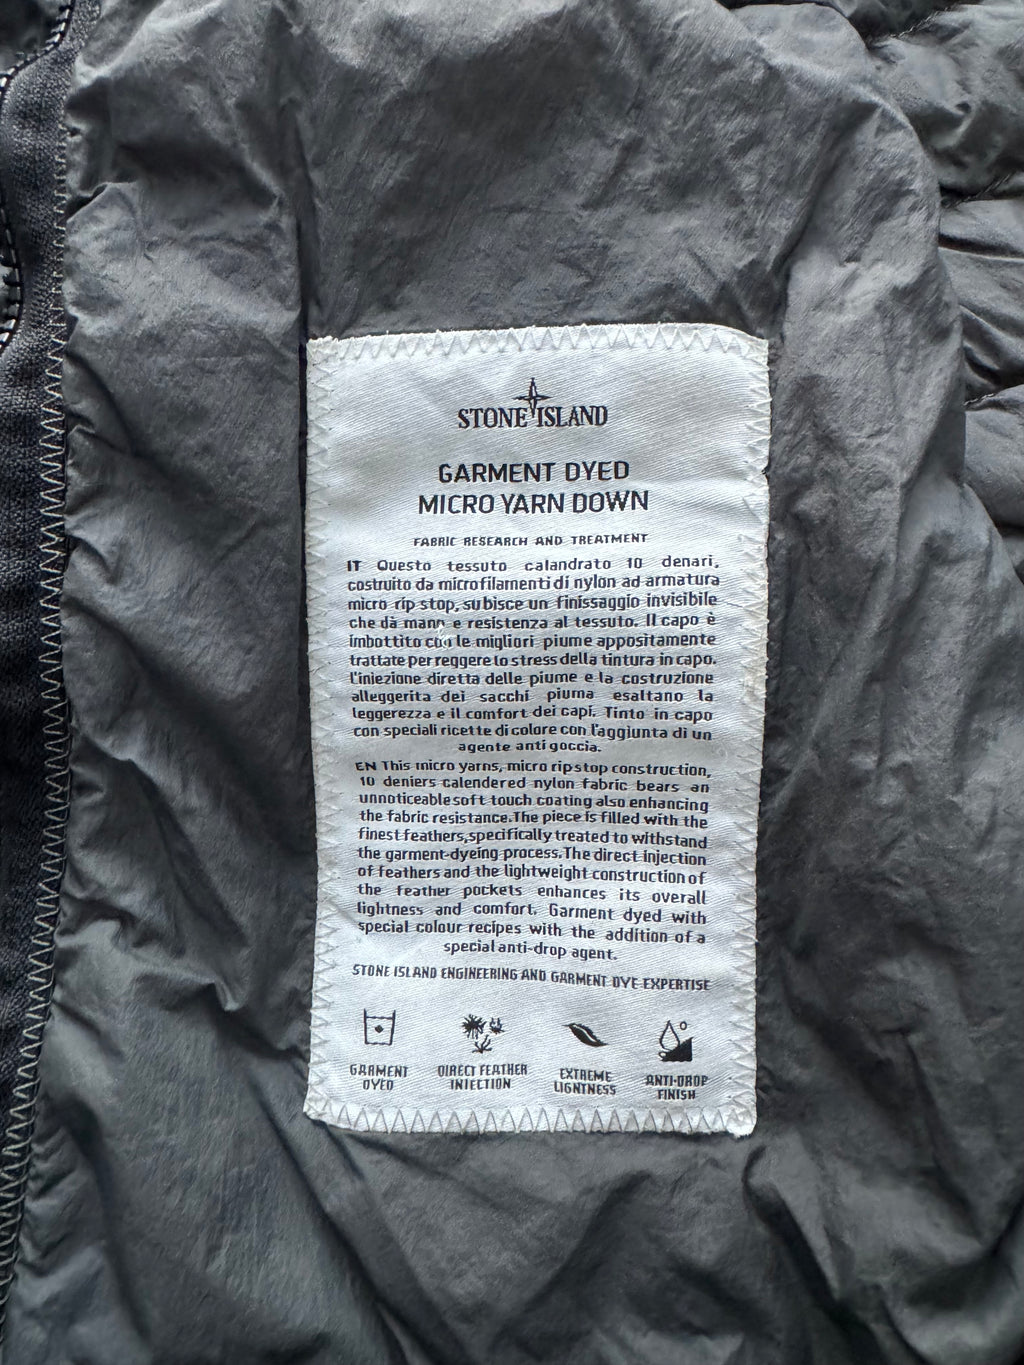 STONE ISLAND
GARMENT DYED
MICRO YARN DOWN
FABRIC RESEARCH AND TREATMENT
IT Questo tessuto calandrato 10 denari,
costruito da microfilamenti di nylon ad armatura
micro rip stop, subisce un finissaggio invisibile
che dà mano e resistenza al tessuto. Il capo è
imbottito con le migliori piume appositamente
trattate per reggere lo stress della tintura in capo.
L'iniezione diretta delle piume e la costruzione
alleggerita dei sacchi piuma esaltano la
leggerezza e il comfort dei capi. Tinto in capo
con speciali ricette di colore con l'aggiunta di un
agente anti goccia.
EN This micro yarns, micro ripstop construction,
10 deniers calendered nylon fabric bears an
unnoticeable soft touch coating also enhancing
the fabric resistance. The piece is filled with the
finest feathers, specifically treated to withstand
the garment-dyeing process. The direct injection
of feathers and the lightweight construction of
the feather pockets enhances its overall
lightness and comfort. Garment dyed with
special colour recipes with the addition of a
special anti-drop agent.
STONE ISLAND ENGINEERING AND GARMENT DYE EXPERTISE
GARMENT DYED
DIRECT FEATHER INJECTION
EXTREME LIGHTNESS
ANTI-DROP FINISH